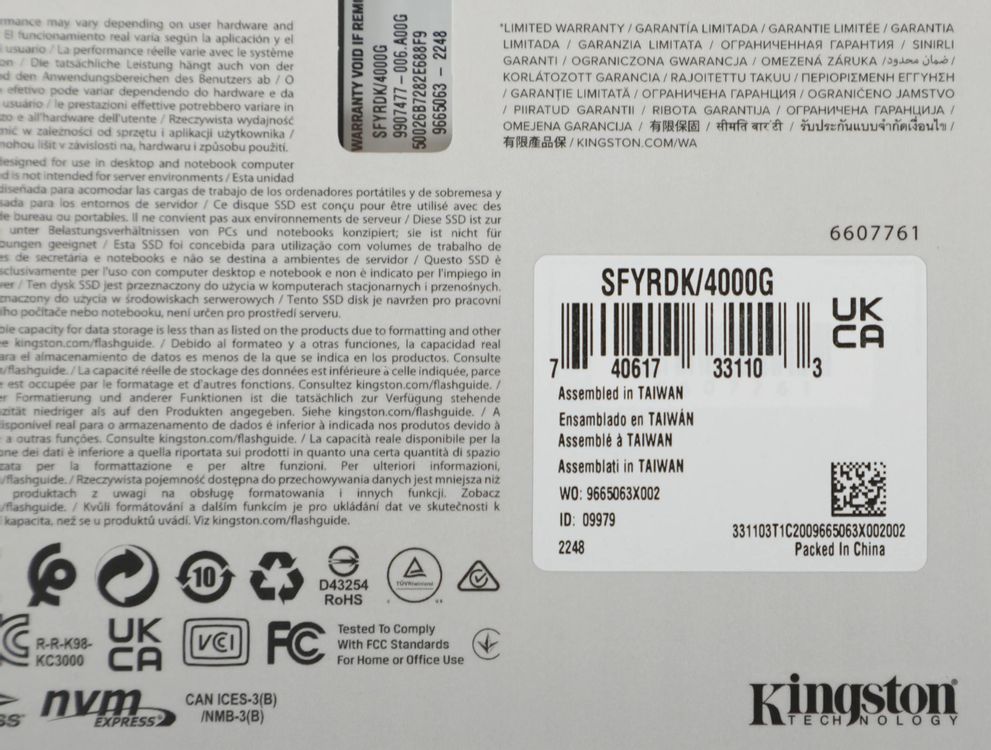 rmance may vary depending on user hardware and
El funcionamiento real varía según la aplicación y el
usuario / La performance réelle varie avec le système
on / Die tatsächliche Leistung hängt auch von der
nd den Anwendungsbereichen des Benutzers ab / O
efetivo pode variar dependendo do hardware e da
usuário / le prestazioni effettive potrebbero variare in
zo e all'hardware dell'utente / Rzeczywista wydajność
nić w zależności od sprzętu i aplikacji użytkownika /
mohou lišit v závislosti na, hardwaru i způsobu použití.
designed for use in desktop and notebook computer
d is not intended for server environments / Esta unidad
diseñada para acomodar las cargas de trabajo de los ordenadores portátiles y de sobremesa y
sada para los entornos de servidor / Ce disque SSD est conçu pour être utilisé avec des
de bureau ou portables. Il ne convient pas aux environnements de serveur / Diese SSD ist zur
unter Belastungsverhältnissen von PCs und notebooks konzipiert; sie ist nicht für
bungen geeignet / Esta SSD foi concebida para utilização com volumes de trabalho de
es de secretária e notebooks e não se destina a ambientes de servidor / Questo SSD è
sclusivamente per l'uso con computer desktop e notebook e non è indicato per l'impiego in
ver / Ten dysk SSD jest przeznaczony do użycia w komputerach stacjonarnych i przenośnych.
znaczony do użycia w środowiskach serwerowych / Tento SSD disk je navržen pro pracovní
ího počítače nebo notebooku, není určen pro prostředí serveru.
ble capacity for data storage is less than as listed on the products due to formatting and other
ee kingston.com/flashguide. / Debido al formateo y a otras funciones, la capacidad real
ara el almacenamiento de datos es menos de la que se indica en los productos. Consulte
/flashguide. / La capacité réelle de stockage des données est inférieure à celle indiquée, parce
e est occupée par le formatage et d'autres fonctions. Consultez kingston.com/flashguide. /
er Formatierung und anderer Funktionen ist die tatsächlich zur Verfügung stehende
zität niedriger als auf den Produkten angegeben. Siehe kingston.com/flashguide. / A
isponível real para o armazenamento de dados é inferior à indicada nos produtos devido à
a outras funções. Consulte kingston.com/flashguide. / La capacità reale disponibile per la
one dei dati è inferiore a quella riportata sui prodotti in quanto una certa quantità di spazio
zzata per la formattazione e per altre funzioni. Per ulteriori informazioni,
/flashguide. / Rzeczywista pojemność dostępna do przechowywania danych jest mniejsza niż
produktach z uwagi na obsługę formatowania i innych funkcji. Zobacz
/flashguide. / Kvůli formátování a dalším funkcím je pro ukládání dat ve skutečnosti k
kapacita, než se u produktů uvádí. Viz kingston.com/flashguide.
WARRANTY VOID IF REM
SFYRDK/4000G
9907477-006.A00G
50026B7282E688F9
9665063 - 2248
*LIMITED WARRANTY / GARANTÍA LIMITADA / GARANTIE LIMITÉE / GARANTIA
LIMITADA / GARANZIA LIMITATA / ОГРАНИЧЕННАЯ ГАРАНТИЯ / SINIRLI
GARANTI / OGRANICZONA GWARANCJA / OMEZENÁ ZÁRUKA / ضمان محدود /
KORLÁTOZOTT GARANCIA / RAJOITETTU TAKUU / ΠΕΡΙΟΡΙΣΜΕΝΗ ΕΓΓΥΗΣΗ
/ GARANȚIE LIMITATĂ / ОГРАНИЧЕНА ГАРАНЦИЯ / OGRANIČENO JAMSTVO
/ PIIRATUD GARANTII / RIBOTA GARANTIJA / ОГРАНИЧЕНА ГАРАНЦИЈА /
OMEJENA GARANCIJA / 有限保固 / सीमित वारंटी / รับประกันแบบจำกัดเงื่อนไข /
有限產品保 / KINGSTON.COM/WA
6607761
SFYRDK/4000G
UK
CA
7 40617 33110 3
Assembled in TAIWAN
Ensamblado en TAIWÁN
Assemblé à TAIWAN
Assemblati in TAIWAN
WO: 9665063X002
ID: 09979
2248
331103T1C2009665063X002002
Packed In China
10
D43254
RoHS
TÜVRheinland
R-R-K98-
KC3000
UK
CA
VCI
FC
Tested To Comply
With FCC Standards
For Home or Office Use
SS
nvm
EXPRESS
CAN ICES-3(B)
/NMB-3(B)
Kingston
TECHNOLOGY